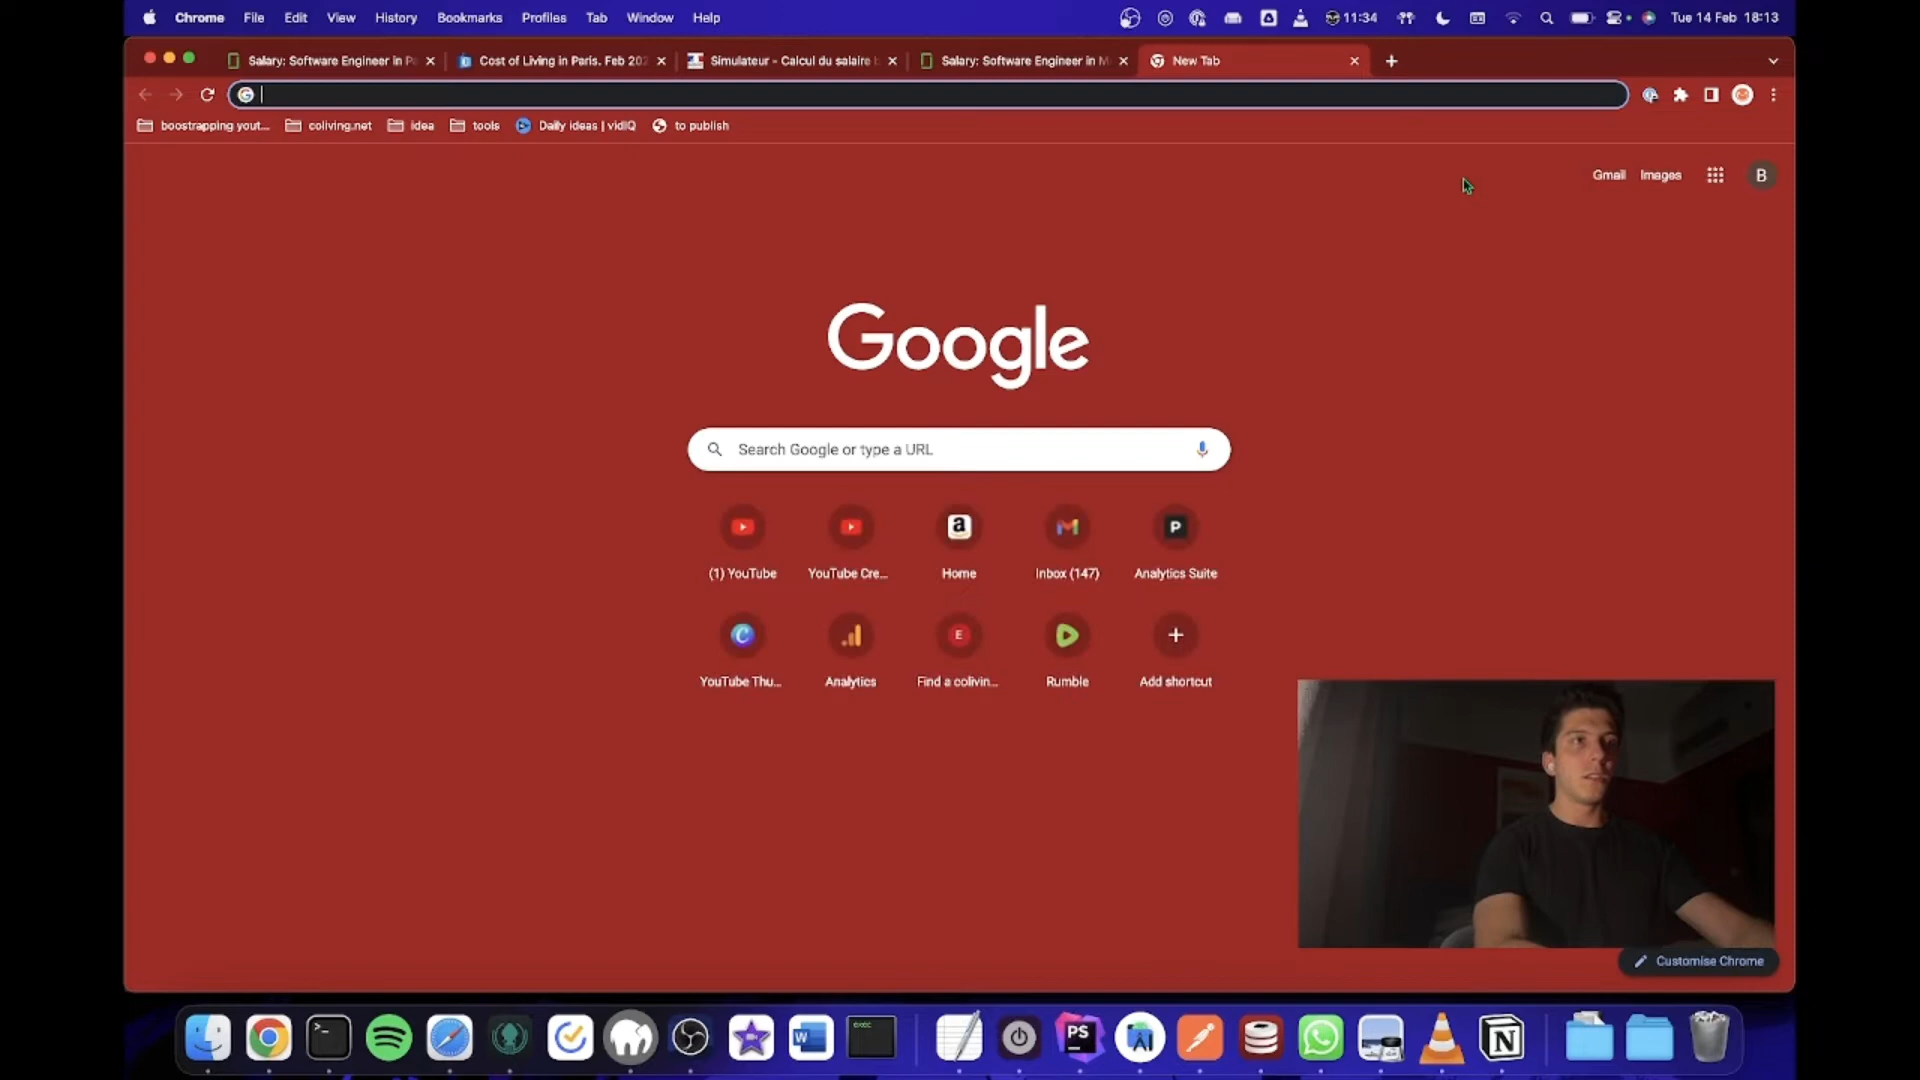 Chrome File Edit View History Bookmarks Profiles Tab Window Help 11:34 Tue 14 Feb 18:13
Salary: Software Engineer in P Cost of Living in Paris. Feb 202 Simulateur - Calcul du salaire b Salary: Software Engineer in M New Tab
boostrapping yout... coliving.net idea tools Daily ideas | vidIQ to publish
Gmail Images B
Google
Search Google or type a URL
a P
(1) YouTube YouTube Cre... Home Inbox (147) Analytics Suite
E
YouTube Thu... Analytics Find a colivin... Rumble Add shortcut
Customise Chrome
W exec PS N